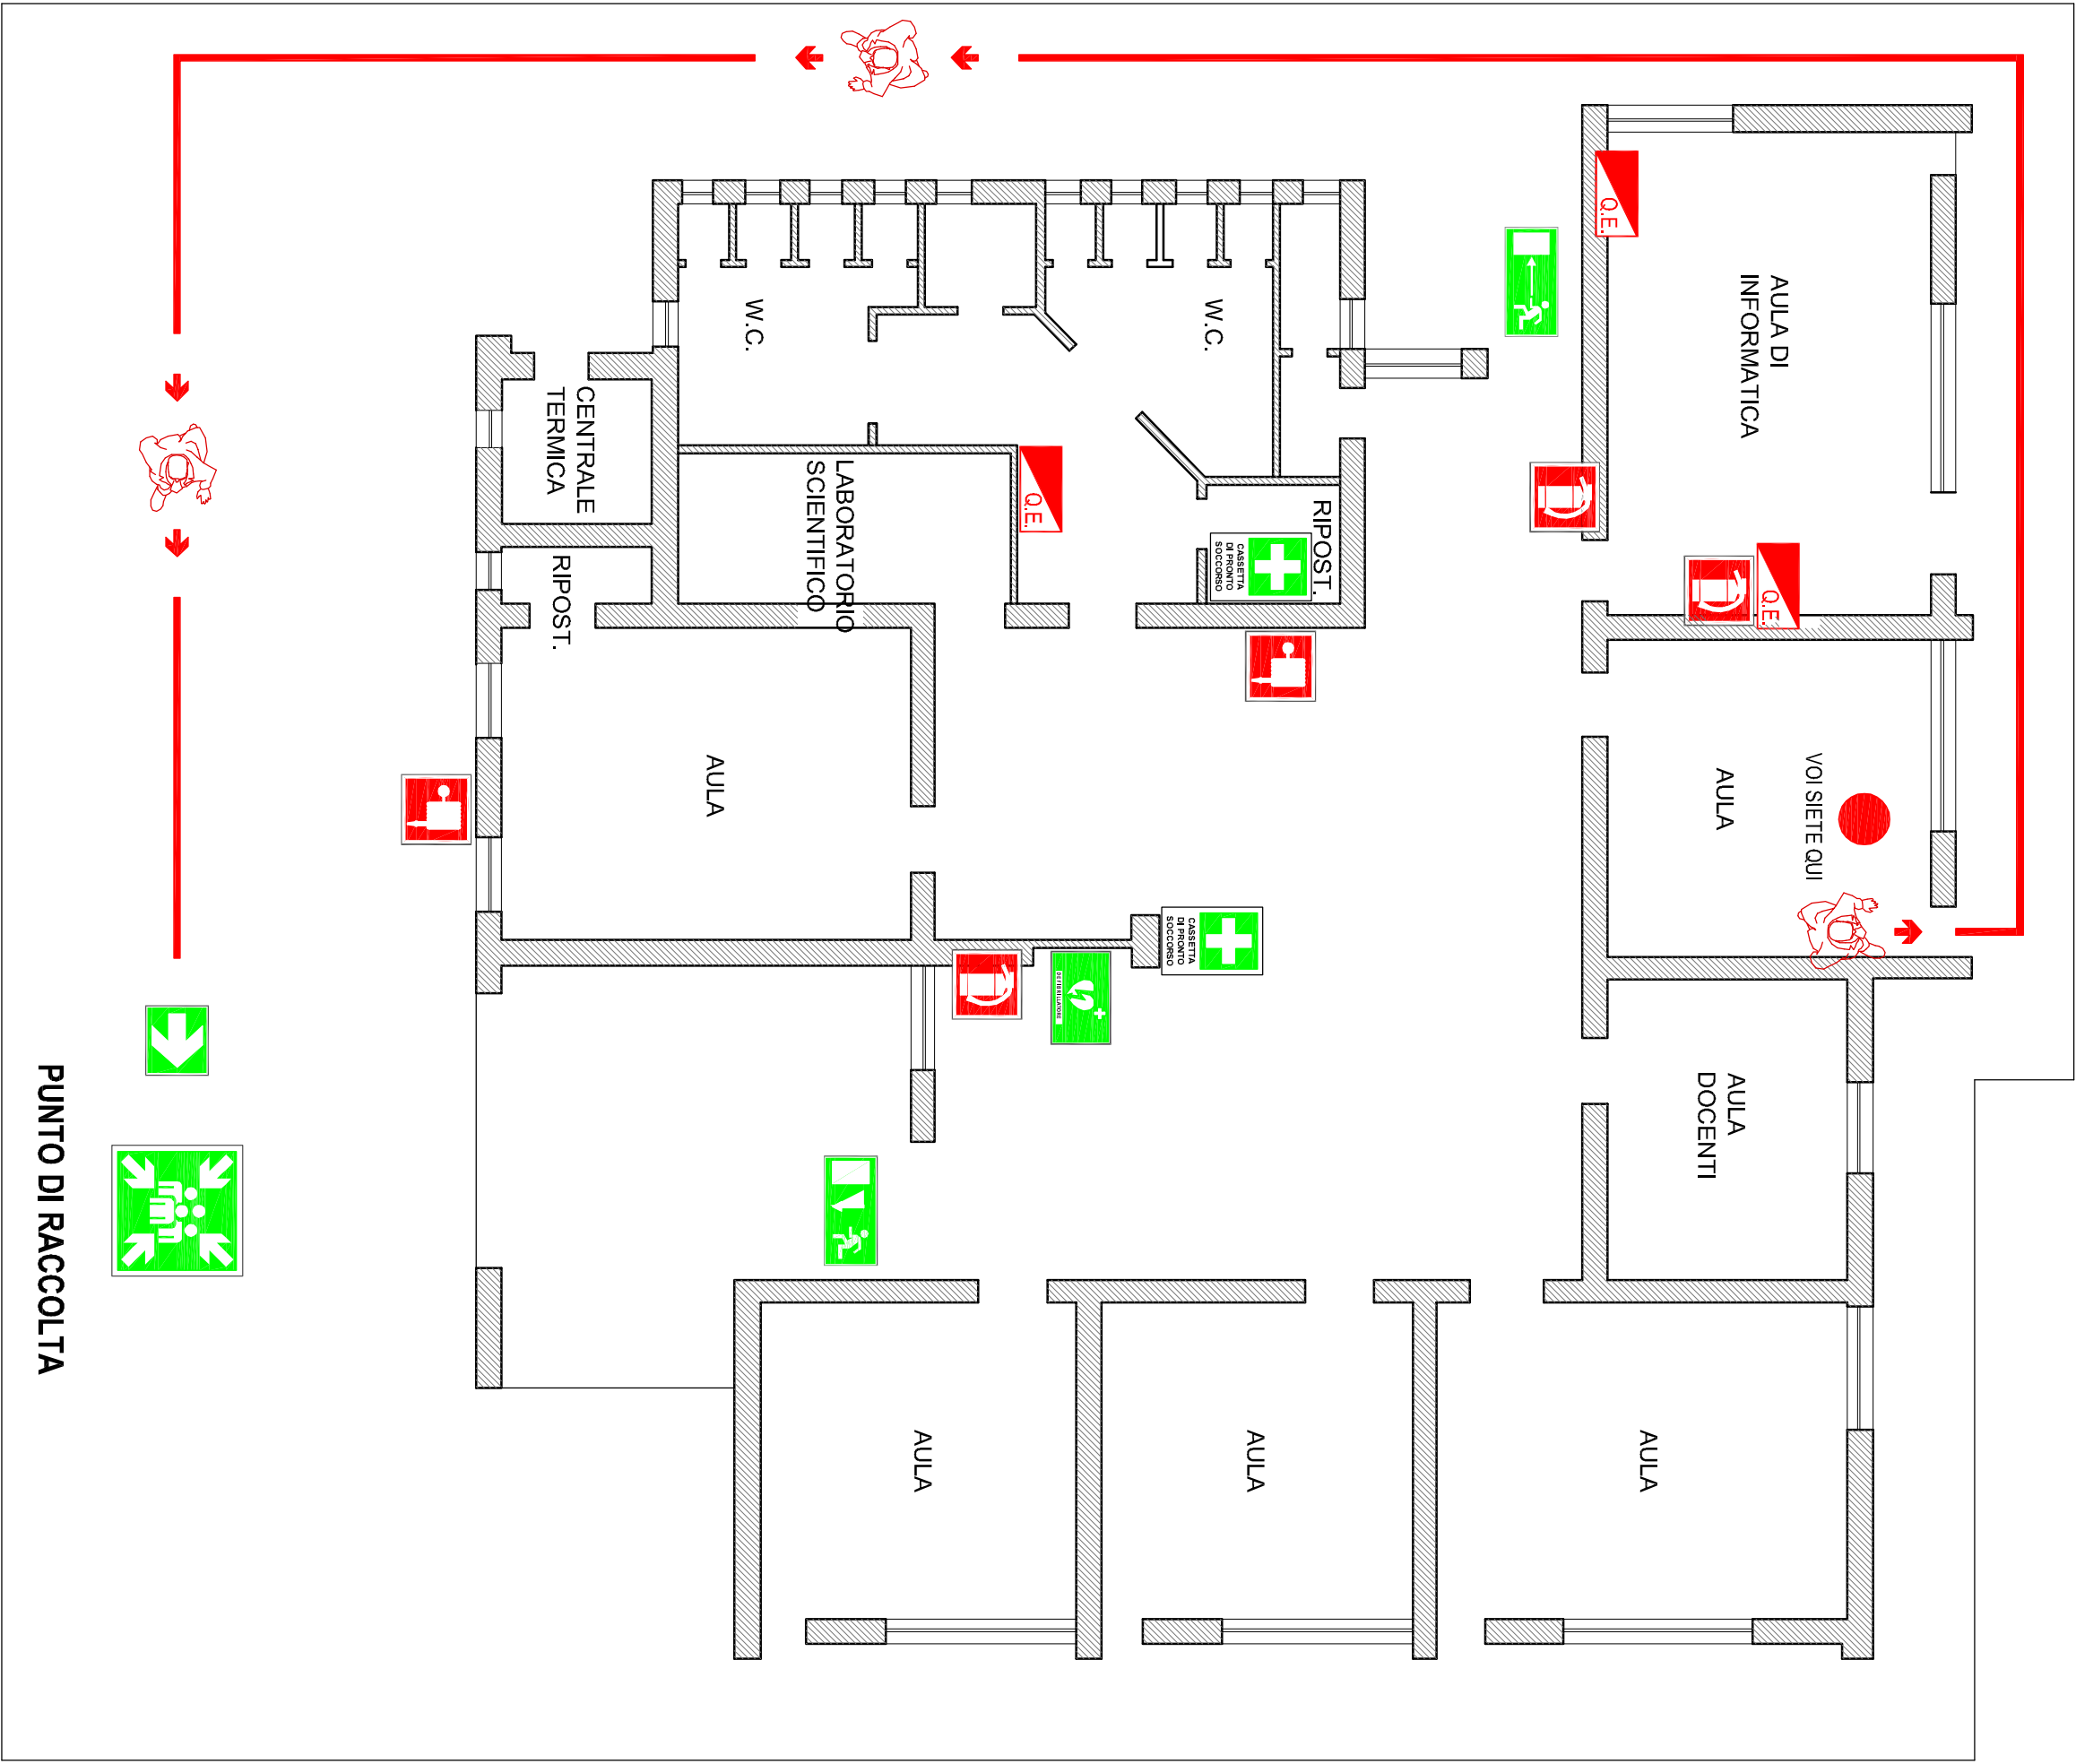 AULA DI
INFORMATICA
VOI SIETE QUI
Q.E.
AULA
AULA
DOCENTI
AULA
Q.E.
RIPOST.
CASSETTA
DI PRONTO
SOCCORSO
AULA
W.C.
CASSETTA
DI PRONTO
SOCCORSO
DEFIBRILLATORE
Q.E.
AULA
LABORATORIO
SCIENTIFICO
W.C.
AULA
CENTRALE
TERMICA
RIPOST.
PUNTO DI RACCOLTA